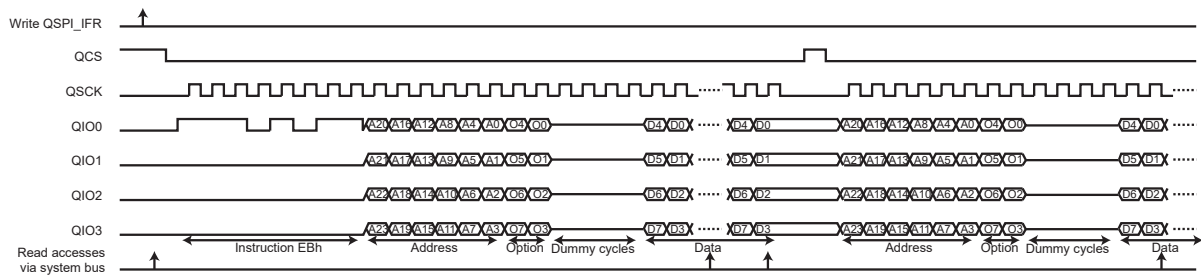 Write QSPI_IFR
QCS
QSCK
QIO0 A20 A16 A12 A8 A4 A0 O4 O0 D4 D0 D4 D0 A20 A16 A12 A8 A4 A0 O4 O0 D4 D0
QIO1 A21 A17 A13 A9 A5 A1 O5 O1 D5 D1 D5 D1 A21 A17 A13 A9 A5 A1 O5 O1 D5 D1
QIO2 A22 A18 A14 A10 A6 A2 O6 O2 D6 D2 D6 D2 A22 A18 A14 A10 A6 A2 O6 O2 D6 D2
QIO3 A23 A19 A15 A11 A7 A3 O7 O3 D7 D3 D7 D3 A23 A19 A15 A11 A7 A3 O7 O3 D7 D3
Instruction EBh Address Option Dummy cycles Data Address Option Dummy cycles Data
Read accesses
via system bus